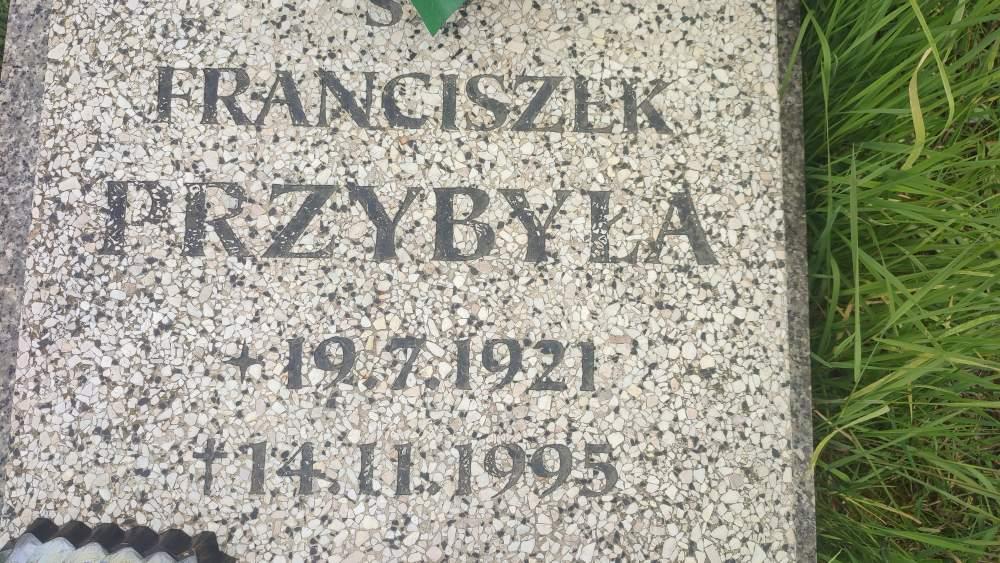 FRANCISZEK
PRZYBYŁA
+19.7.1921
†14.11.1995